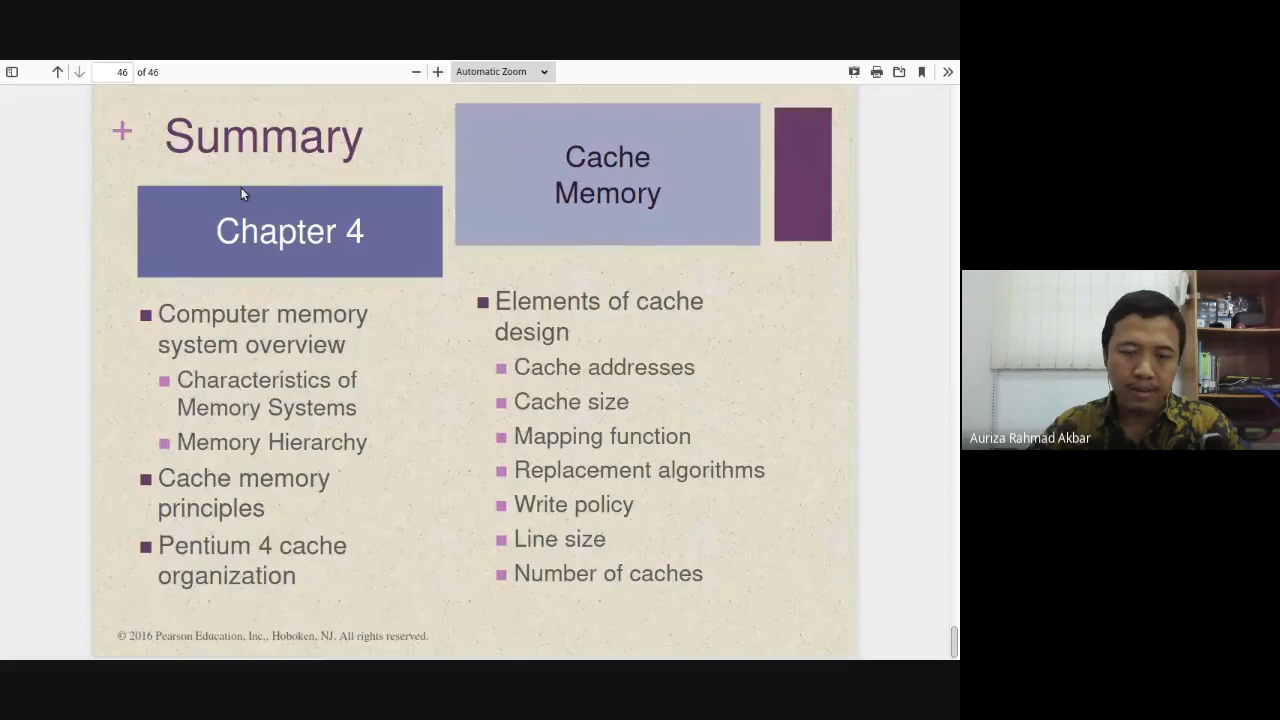 46 of 46
Automatic Zoom
+ Summary
Chapter 4
Cache
Memory
Computer memory
system overview
Characteristics of
Memory Systems
Memory Hierarchy
Cache memory
principles
Pentium 4 cache
organization
Elements of cache
design
Cache addresses
Cache size
Mapping function
Replacement algorithms
Write policy
Line size
Number of caches
© 2016 Pearson Education, Inc., Hoboken, NJ. All rights reserved.
Auriza Rahmad Akbar